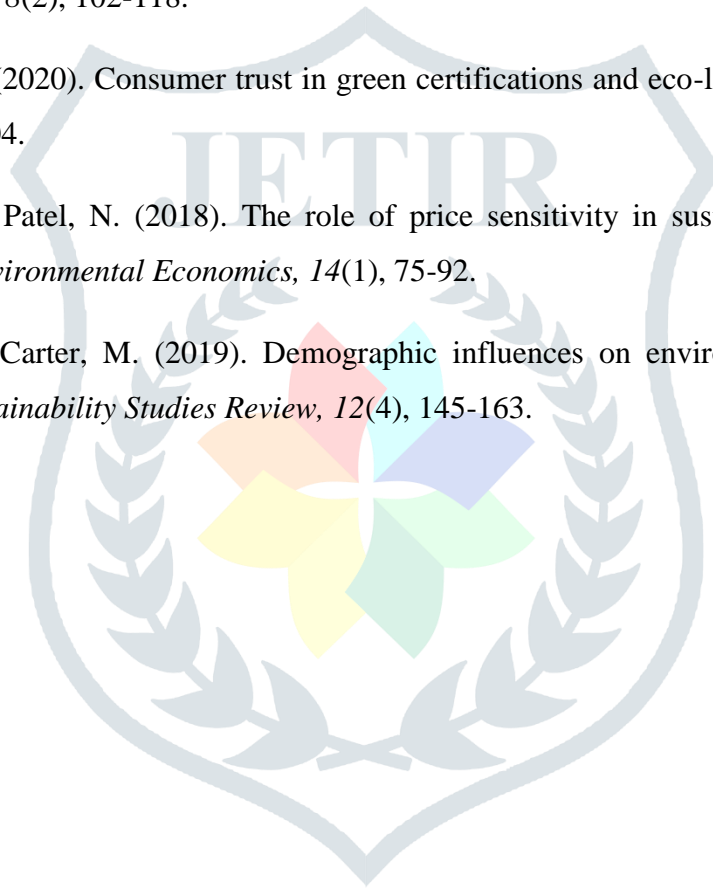 8(2), 102-118.
(2020). Consumer trust in green certifications and eco-l
4.
JETIR
Patel, N. (2018). The role of price sensitivity in sus
vironmental Economics, 14(1), 75-92.
Carter, M. (2019). Demographic influences on enviro
ainability Studies Review, 12(4), 145-163.